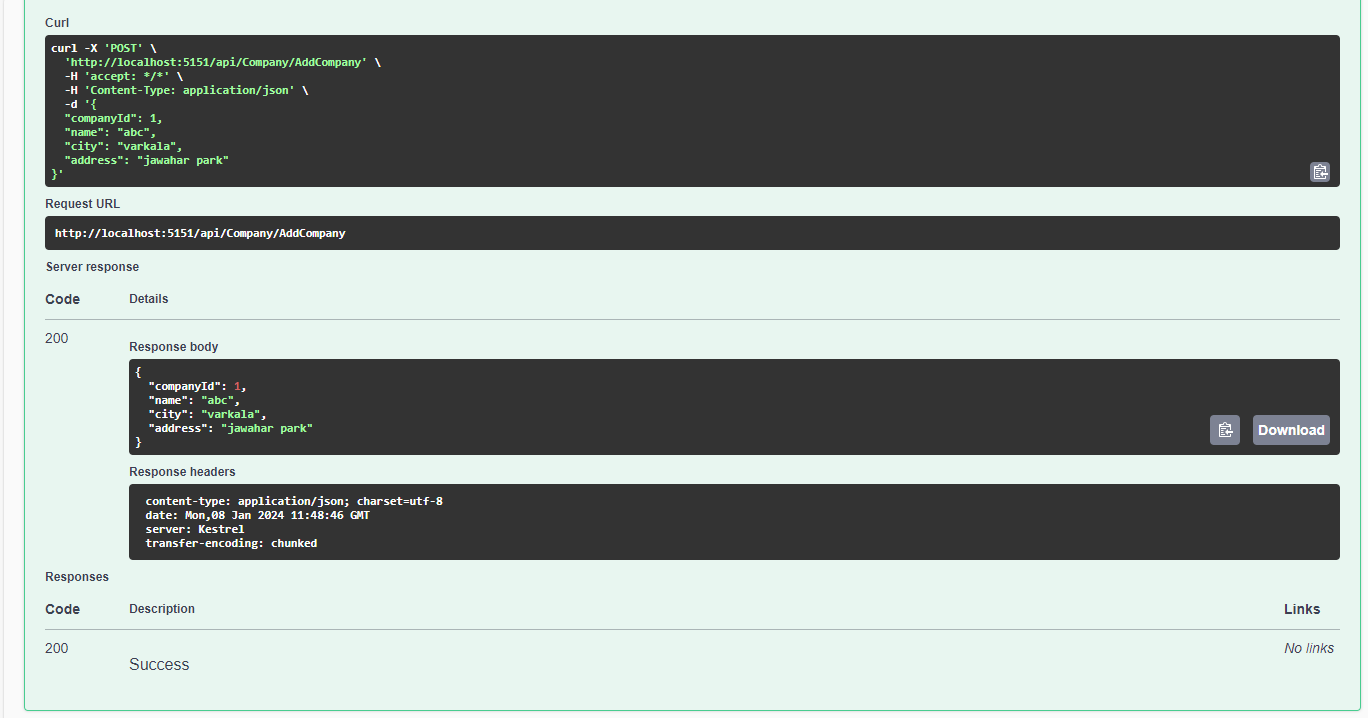 Curl
curl -X 'POST' \
  'http://localhost:5151/api/Company/AddCompany' \
  -H 'accept: */*' \
  -H 'Content-Type: application/json' \
  -d '{
  "companyId": 1,
  "name": "abc",
  "city": "varkala",
  "address": "jawahar park"
}'
Request URL
http://localhost:5151/api/Company/AddCompany
Server response
Code Details
200
Response body
{
  "companyId": 1,
  "name": "abc",
  "city": "varkala",
  "address": "jawahar park"
}
Download
Response headers
content-type: application/json; charset=utf-8
date: Mon,08 Jan 2024 11:48:46 GMT
server: Kestrel
transfer-encoding: chunked
Responses
Code Description Links
200 No links
Success